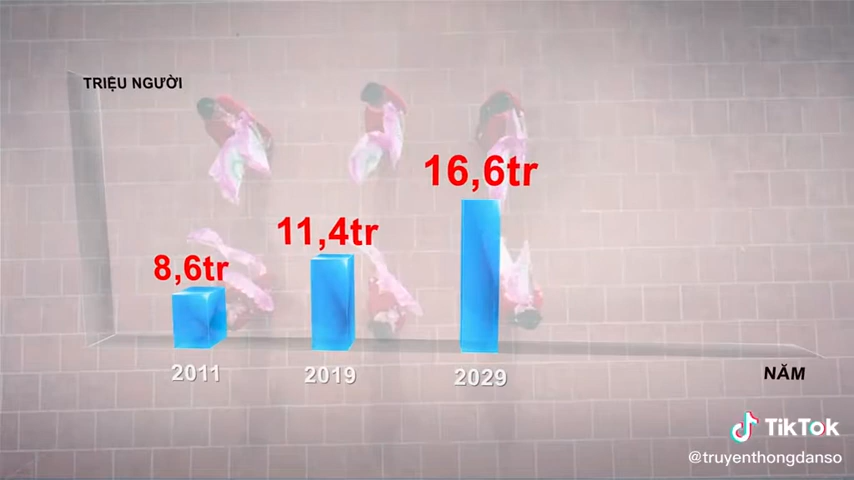 TRIỆU NGƯỜI
16,6tr
11,4tr
8,6tr
2011
2019
2029
NĂM
TikTok
@truyenthongdanso